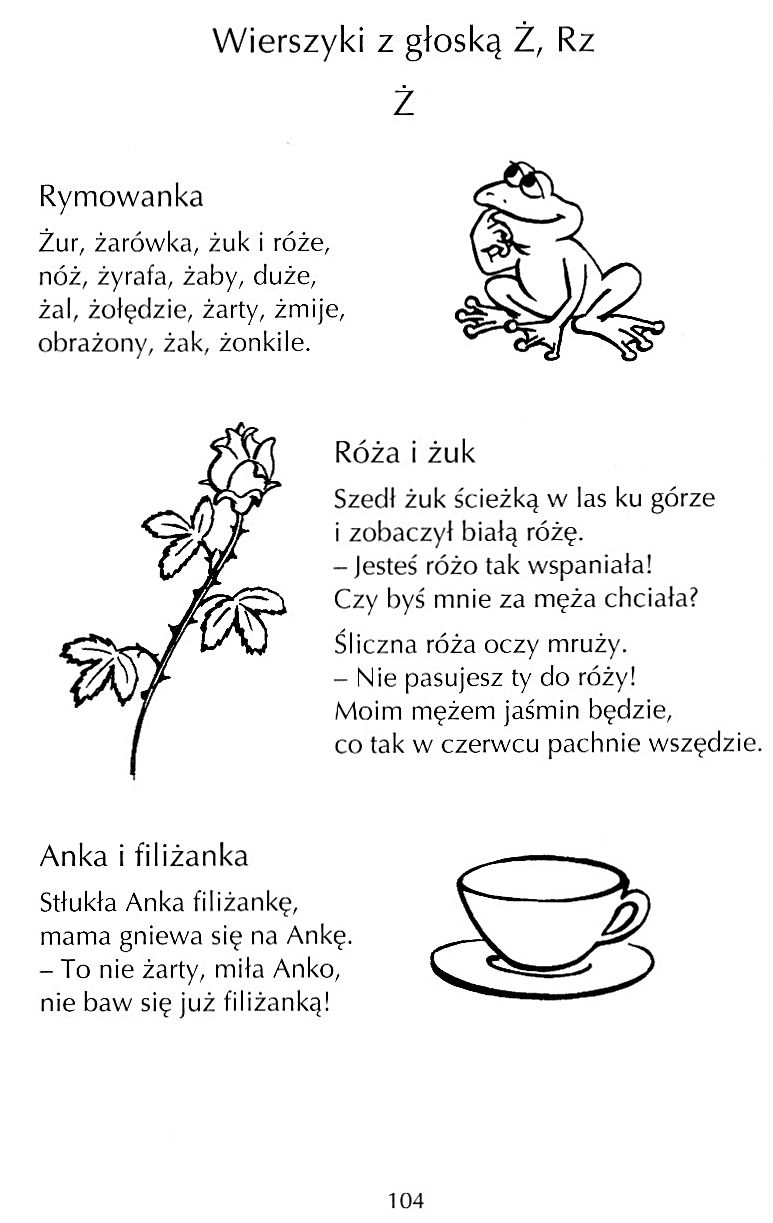 Wierszyki z głoską Ż, Rz
Ż
Rymowanka
Żur, żarówka, żuk i róże,
nóż, żyrafa, żaby, duże,
żal, żołędzie, żarty, żmije,
obrażony, żak, żonkile.
Róża i żuk
Szedł żuk ścieżką w las ku górze
i zobaczył białą różę.
– Jesteś różo tak wspaniała!
Czy byś mnie za męża chciała?
Śliczna róża oczy mruży.
– Nie pasujesz ty do róży!
Moim mężem jaśmin będzie,
co tak w czerwcu pachnie wszędzie.
Anka i filiżanka
Stłukła Anka filiżankę,
mama gniewa się na Ankę.
– To nie żarty, miła Anko,
nie baw się już filiżanką!
104